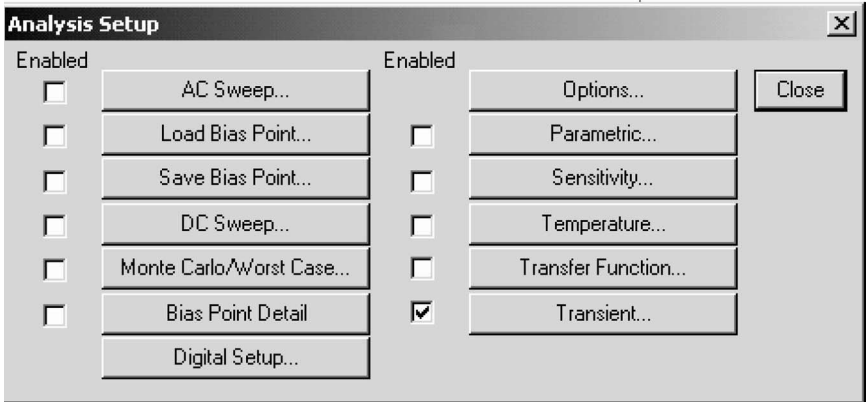 Analysis Setup
Enabled
Enabled
AC Sweep...
Options...
Close
Load Bias Point...
Parametric...
Save Bias Point...
Sensitivity...
DC Sweep...
Temperature...
Monte Carlo/Worst Case...
Transfer Function...
Bias Point Detail
Transient...
Digital Setup...